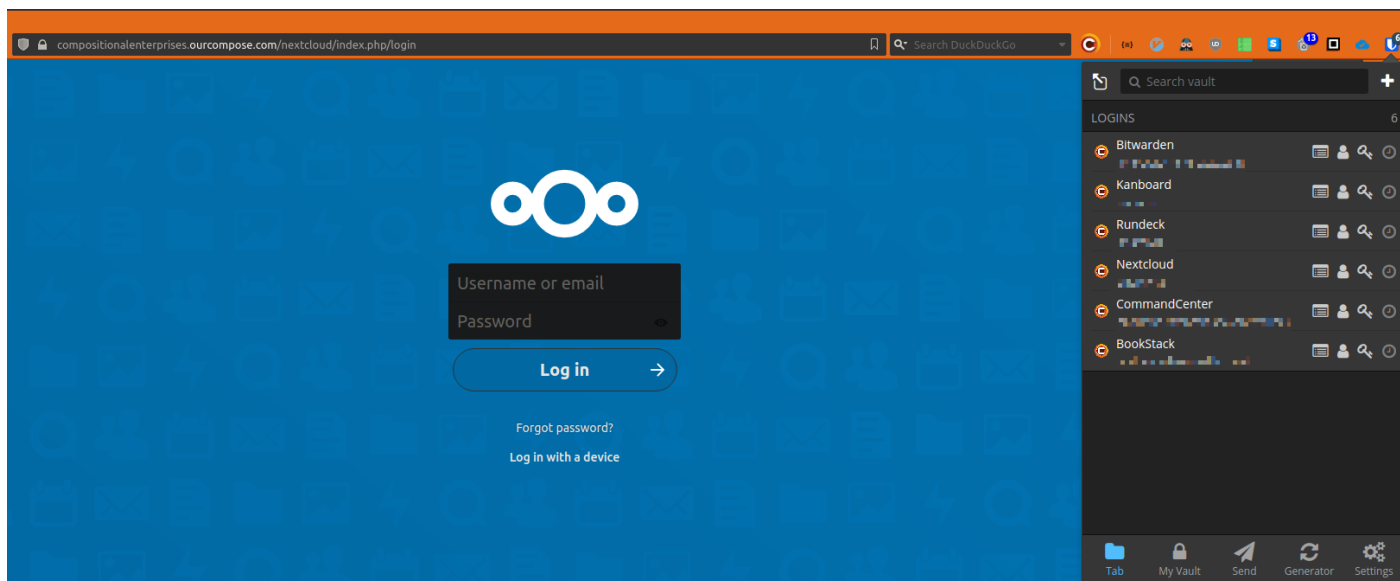 compositionalenterprises.ourcompose.com/nextcloud/index.php/login
Search DuckDuckGo
13
6
Username or email
Password
Log in
Forgot password?
Log in with a device
Search vault
LOGINS 6
Bitwarden
Kanboard
Rundeck
Nextcloud
CommandCenter
BookStack
Tab
My Vault
Send
Generator
Settings